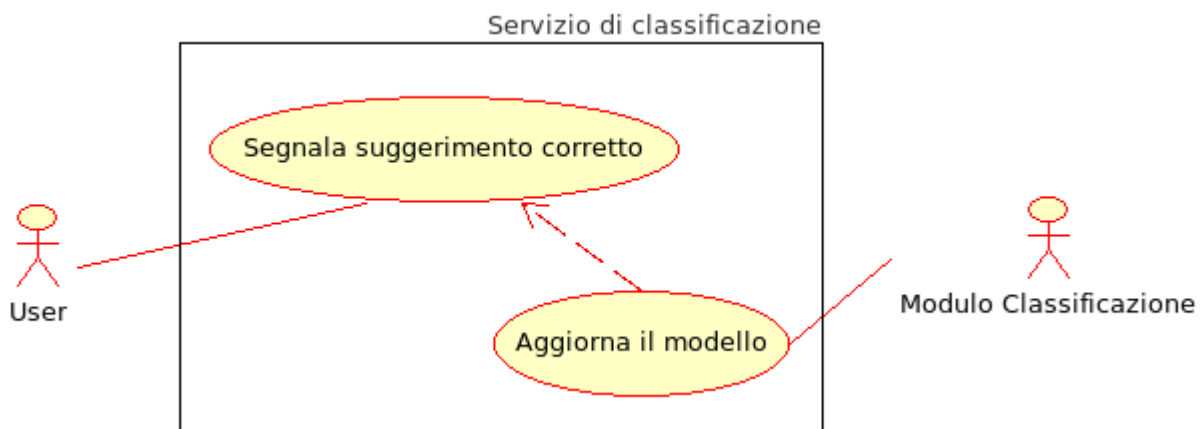 Servizio di classificazione
Segnala suggerimento corretto
User
Modulo Classificazione
Aggiorna il modello